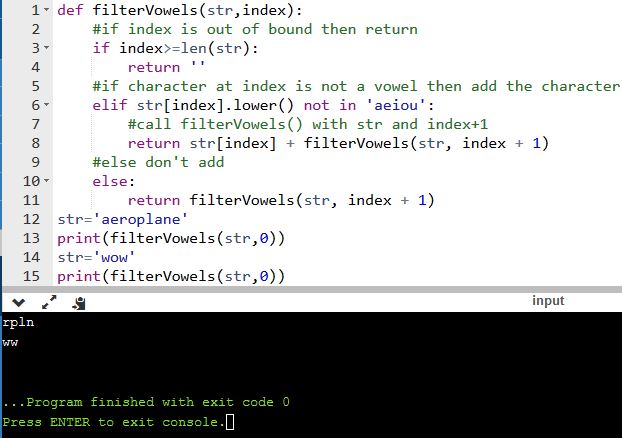 1 def filterVowels(str,index):
2     #if index is out of bound then return
3     if index>=len(str):
4         return ''
5     #if character at index is not a vowel then add the character
6     elif str[index].lower() not in 'aeiou':
7         #call filterVowels() with str and index+1
8         return str[index] + filterVowels(str, index + 1)
9     #else don't add
10     else:
11         return filterVowels(str, index + 1)
12 str='aeroplane'
13 print(filterVowels(str,0))
14 str='wow'
15 print(filterVowels(str,0))
input
rpln
ww
...Program finished with exit code 0
Press ENTER to exit console.